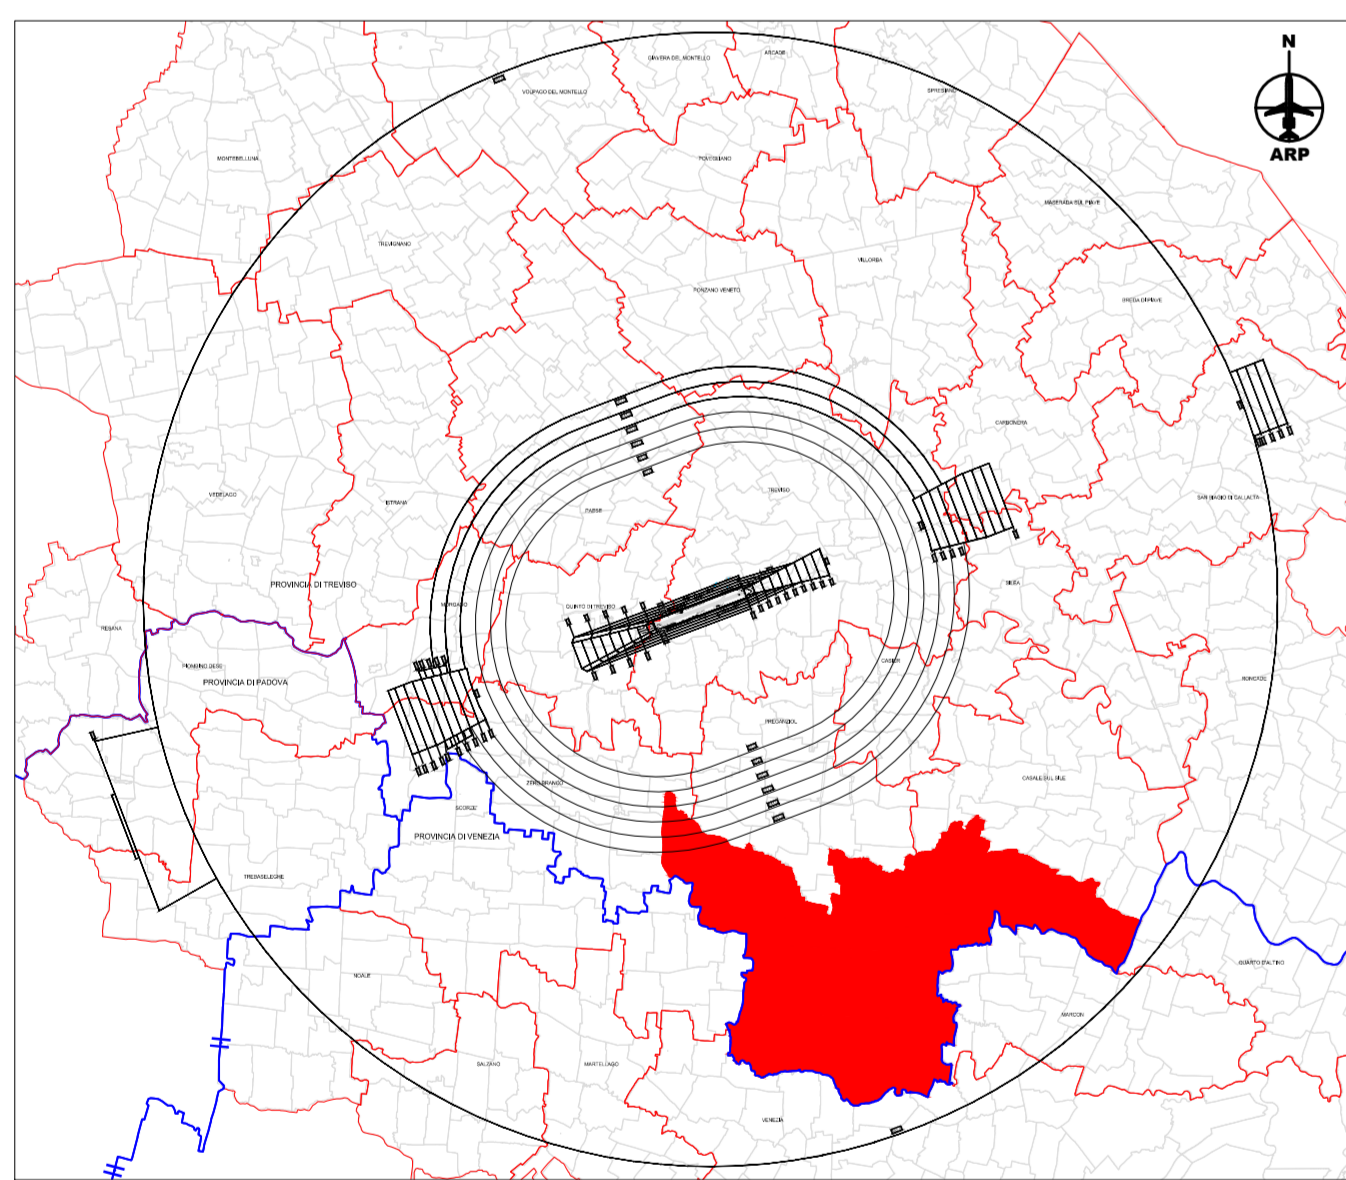 N
ARP
GIAVERA DEL MONTELLO
ARCADE
VOLPAGO DEL MONTELLO
SPRESIANO
MONTEBELLUNA
POVEGLIANO
MASERADA SUL PIAVE
TREVIGNANO
VILLORBA
PONZANO VENETO
BREDA DI PIAVE
CARBONERA
VEDELAGO
ISTRANA
TREVISO
SAN BIAGIO DI CALLALTA
PAESE
PROVINCIA DI TREVISO
SILEA
MORGANO
QUINTO DI TREVISO
RESANA
PIOMBINO DESE
CASIER
PROVINCIA DI PADOVA
RONCADE
PREGANZIOL
ZERO BRANCO
CASALE SUL SILE
SCORZE'
PROVINCIA DI VENEZIA
TREBASELEGHE
NOALE
QUARTO D'ALTINO
MARCON
SALZANO
MARTELLAGO
VENEZIA